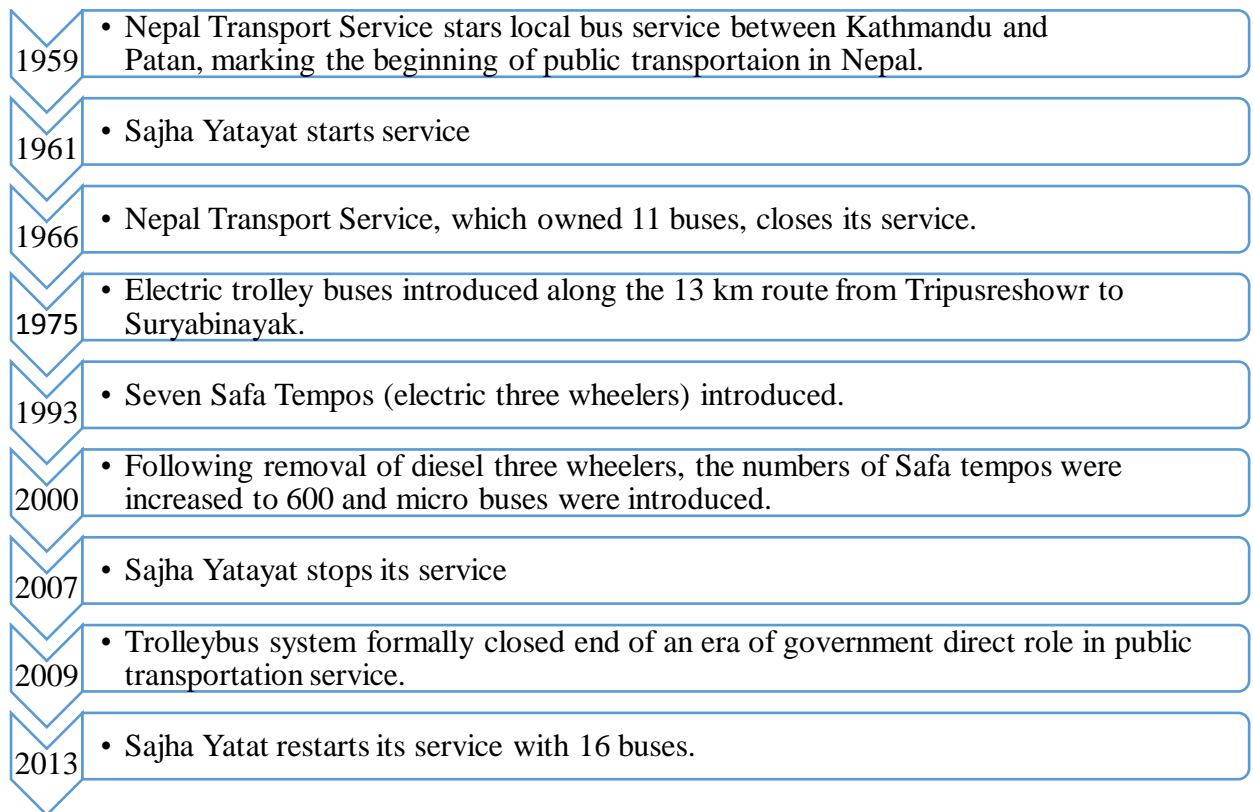 1959
• Nepal Transport Service stars local bus service between Kathmandu and
Patan, marking the beginning of public transportaion in Nepal.
1961
• Sajha Yatayat starts service
1966
• Nepal Transport Service, which owned 11 buses, closes its service.
1975
• Electric trolley buses introduced along the 13 km route from Tripusreshowr to
Suryabinayak.
1993
• Seven Safa Tempos (electric three wheelers) introduced.
2000
• Following removal of diesel three wheelers, the numbers of Safa tempos were
increased to 600 and micro buses were introduced.
2007
• Sajha Yatayat stops its service
2009
• Trolleybus system formally closed end of an era of government direct role in public
transportation service.
2013
• Sajha Yatat restarts its service with 16 buses.